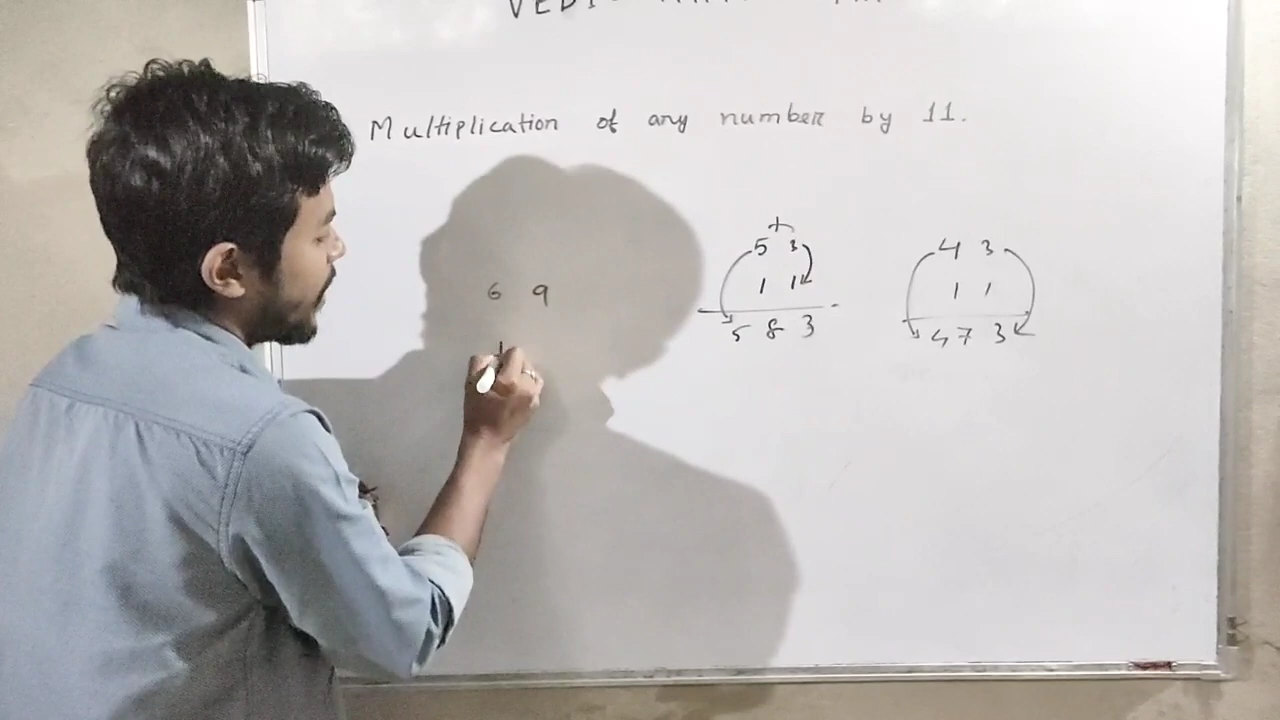 Multiplication of any number by 11.
6 9
1
+
5 3
1 1
5 8 3
4 3
1 1
4 7 3